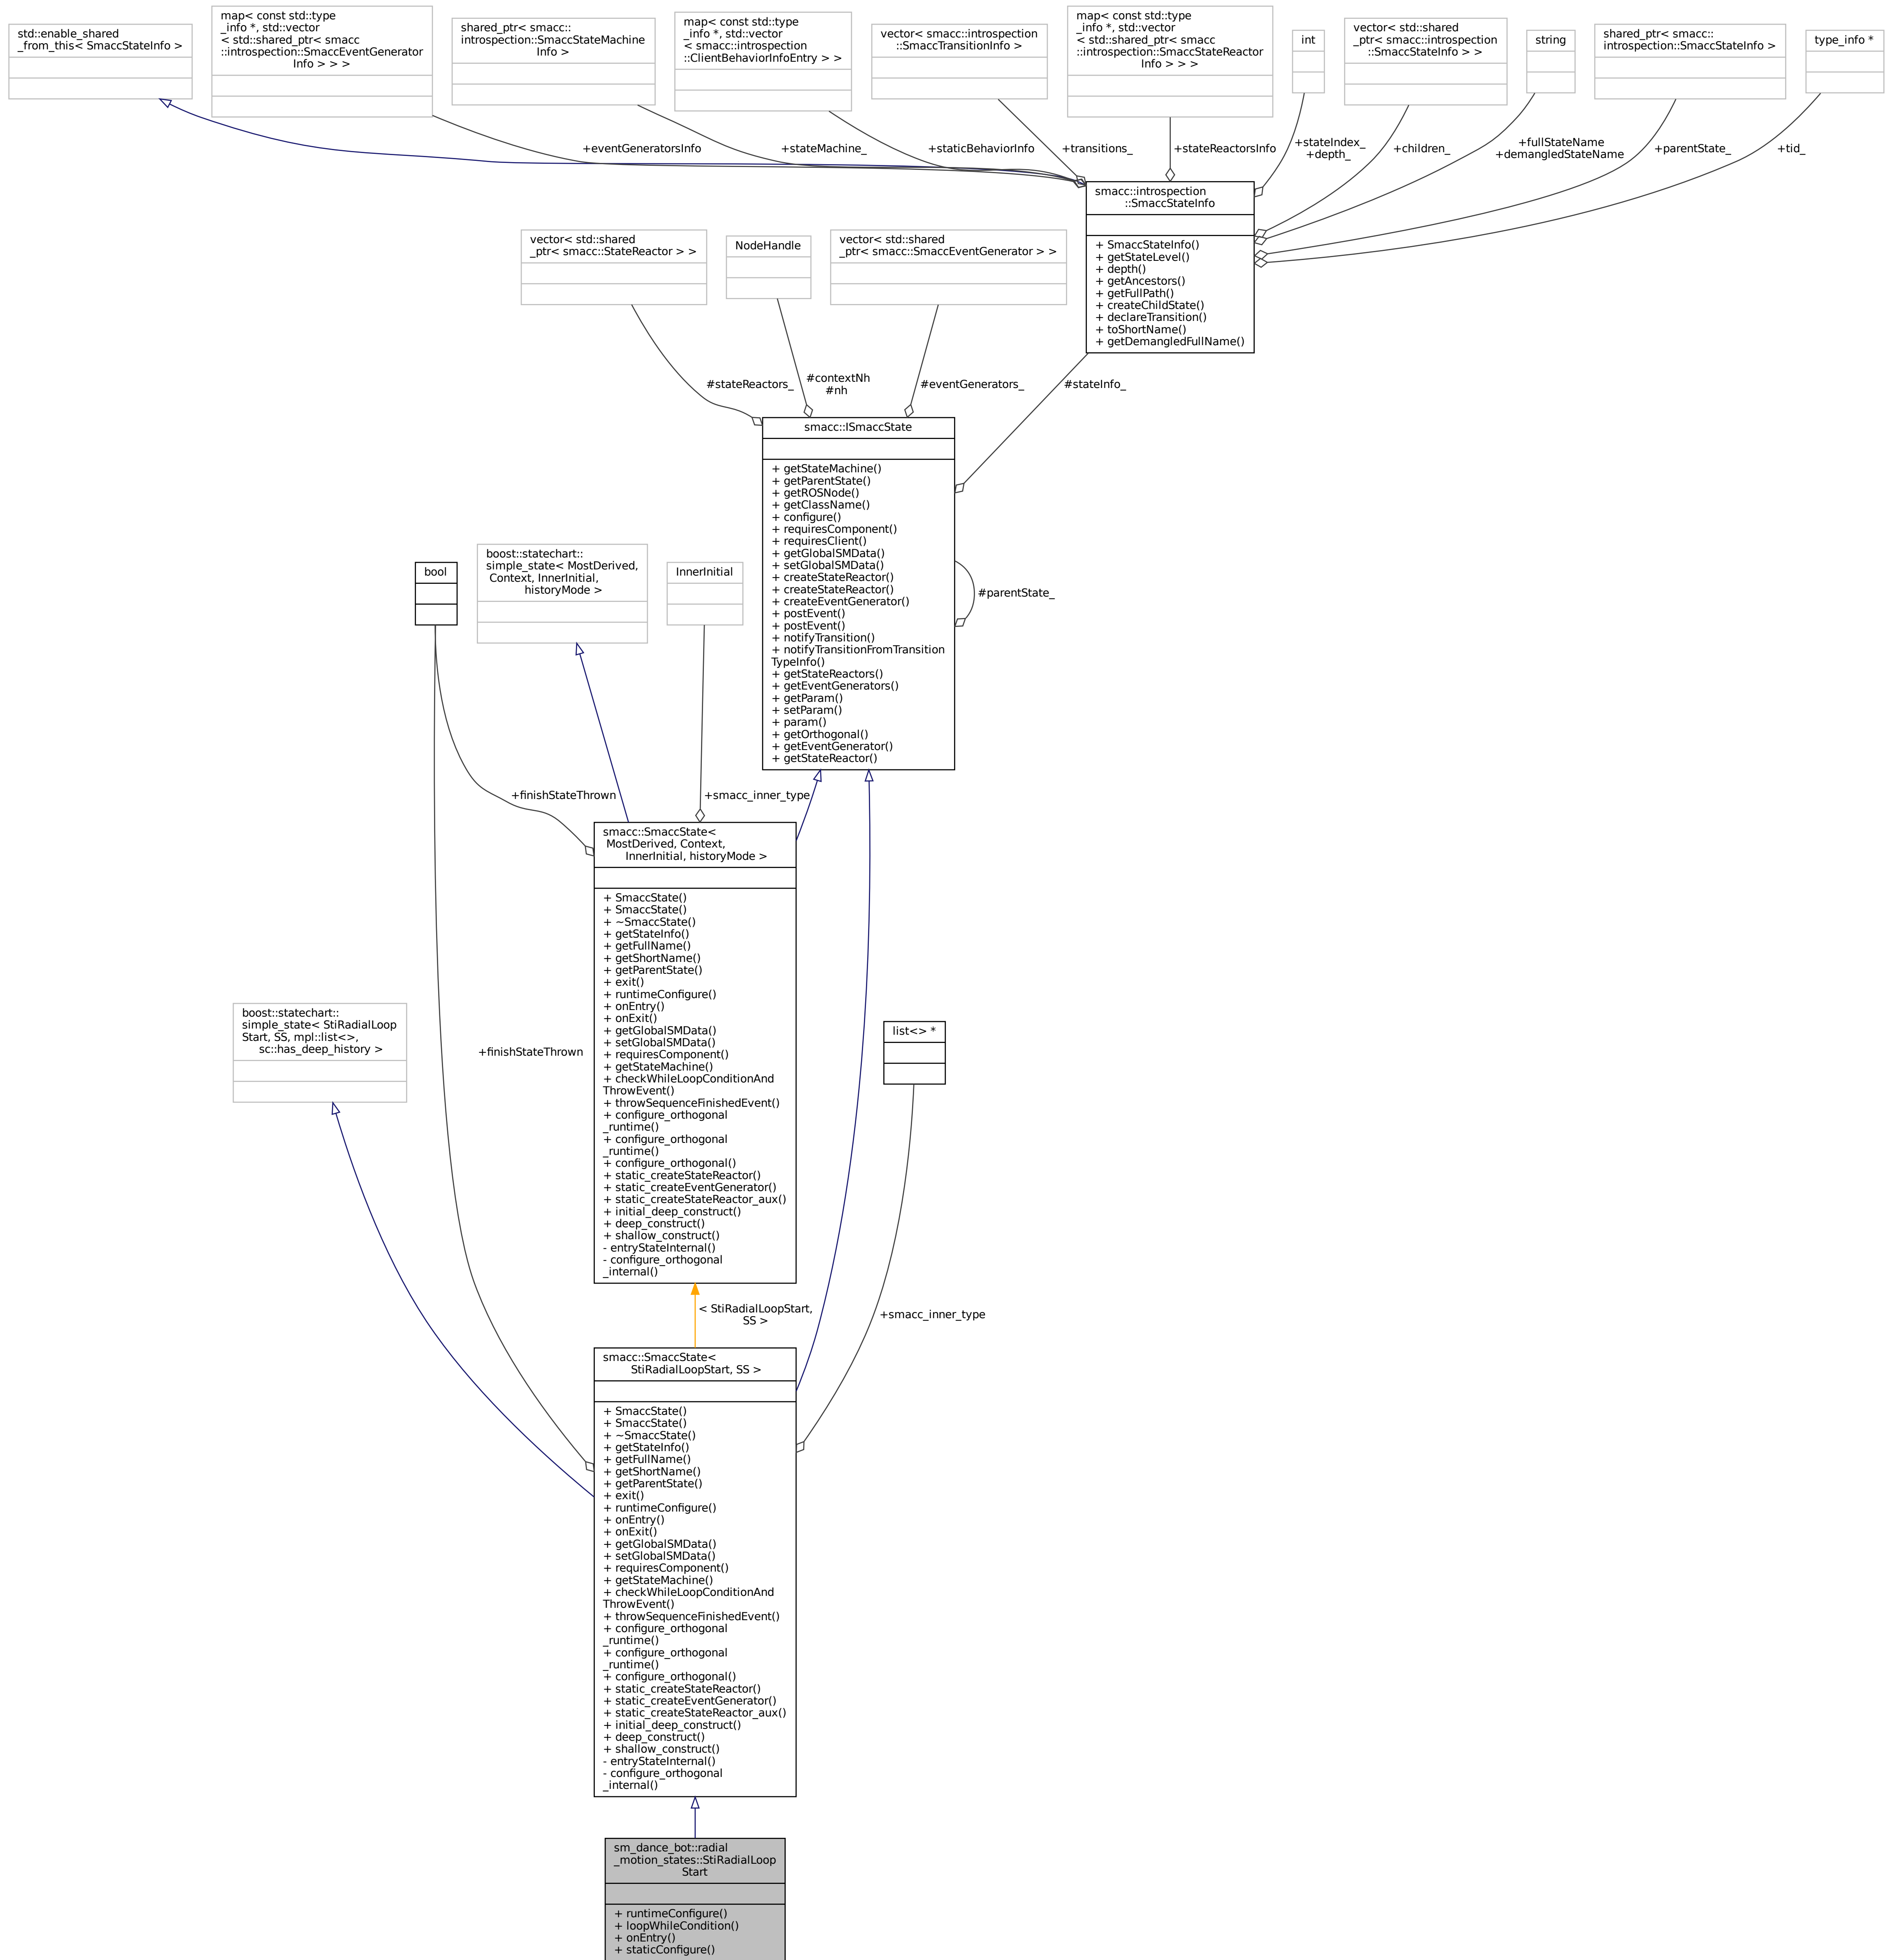 std::enable_shared
_from_this< SmaccStateInfo >
map< const std::type
_info *, std::vector
< std::shared_ptr< smacc
::introspection::SmaccEventGenerator
Info > > >
shared_ptr< smacc::
introspection::SmaccStateMachine
Info >
map< const std::type
_info *, std::vector
< smacc::introspection
::ClientBehaviorInfoEntry > >
vector< smacc::introspection
::SmaccTransitionInfo >
map< const std::type
_info *, std::vector
< std::shared_ptr< smacc
::introspection::SmaccStateReactor
Info > > >
int
vector< std::shared
_ptr< smacc::introspection
::SmaccStateInfo > >
string
shared_ptr< smacc::
introspection::SmaccStateInfo >
type_info *
+eventGeneratorsInfo
+stateMachine_
+staticBehaviorInfo
+transitions_
+stateReactorsInfo
+stateIndex_
+depth_
+children_
+fullStateName
+demangledStateName
+parentState_
+tid_
smacc::introspection
::SmaccStateInfo
+ SmaccStateInfo()
+ getStateLevel()
+ depth()
+ getAncestors()
+ getFullPath()
+ createChildState()
+ declareTransition()
+ toShortName()
+ getDemangledFullName()
vector< std::shared
_ptr< smacc::StateReactor > >
NodeHandle
vector< std::shared
_ptr< smacc::SmaccEventGenerator > >
#stateReactors_
#contextNh
#nh
#eventGenerators_
#stateInfo_
smacc::ISmaccState
+ getStateMachine()
+ getParentState()
+ getROSNode()
+ getClassName()
+ configure()
+ requiresComponent()
+ requiresClient()
+ getGlobalSMData()
+ setGlobalSMData()
+ createStateReactor()
+ createStateReactor()
+ createEventGenerator()
+ postEvent()
+ postEvent()
+ notifyTransition()
+ notifyTransitionFromTransition
TypeInfo()
+ getStateReactors()
+ getEventGenerators()
+ getParam()
+ setParam()
+ param()
+ getOrthogonal()
+ getEventGenerator()
+ getStateReactor()
#parentState_
bool
boost::statechart::
simple_state< MostDerived,
Context, InnerInitial,
historyMode >
InnerInitial
+finishStateThrown
+smacc_inner_type
smacc::SmaccState<
MostDerived, Context,
InnerInitial, historyMode >
+ SmaccState()
+ SmaccState()
+ ~SmaccState()
+ getStateInfo()
+ getFullName()
+ getShortName()
+ getParentState()
+ exit()
+ runtimeConfigure()
+ onEntry()
+ onExit()
+ getGlobalSMData()
+ setGlobalSMData()
+ requiresComponent()
+ getStateMachine()
+ checkWhileLoopConditionAnd
ThrowEvent()
+ throwSequenceFinishedEvent()
+ configure_orthogonal
_runtime()
+ configure_orthogonal
_runtime()
+ configure_orthogonal()
+ static_createStateReactor()
+ static_createEventGenerator()
+ static_createStateReactor_aux()
+ initial_deep_construct()
+ deep_construct()
+ shallow_construct()
- entryStateInternal()
- configure_orthogonal
_internal()
boost::statechart::
simple_state< StiRadialLoop
Start, SS, mpl::list<>,
sc::has_deep_history >
+finishStateThrown
list<> *
< StiRadialLoopStart,
SS >
+smacc_inner_type
smacc::SmaccState<
StiRadialLoopStart, SS >
+ SmaccState()
+ SmaccState()
+ ~SmaccState()
+ getStateInfo()
+ getFullName()
+ getShortName()
+ getParentState()
+ exit()
+ runtimeConfigure()
+ onEntry()
+ onExit()
+ getGlobalSMData()
+ setGlobalSMData()
+ requiresComponent()
+ getStateMachine()
+ checkWhileLoopConditionAnd
ThrowEvent()
+ throwSequenceFinishedEvent()
+ configure_orthogonal
_runtime()
+ configure_orthogonal
_runtime()
+ configure_orthogonal()
+ static_createStateReactor()
+ static_createEventGenerator()
+ static_createStateReactor_aux()
+ initial_deep_construct()
+ deep_construct()
+ shallow_construct()
- entryStateInternal()
- configure_orthogonal
_internal()
sm_dance_bot::radial
_motion_states::StiRadialLoop
Start
+ runtimeConfigure()
+ loopWhileCondition()
+ onEntry()
+ staticConfigure()